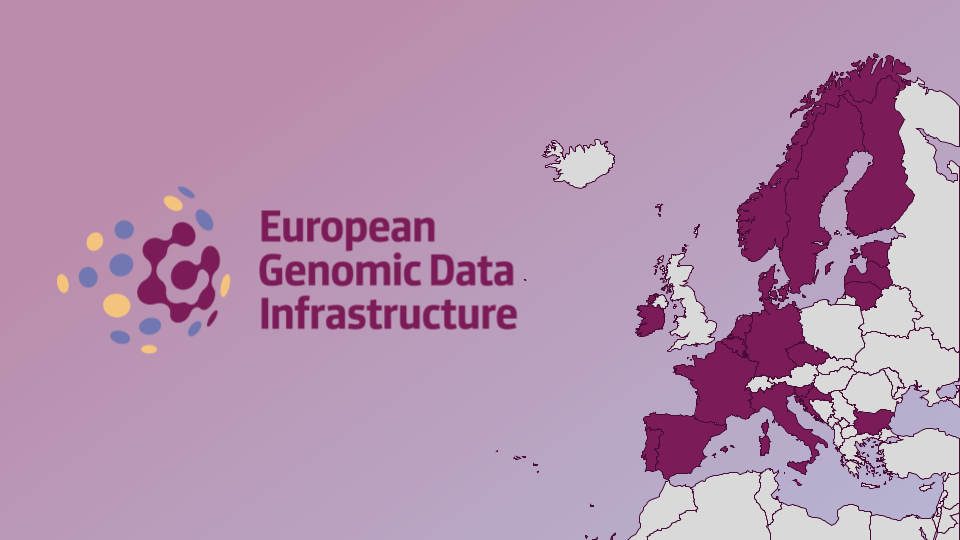 European
Genomic Data
Infrastructure